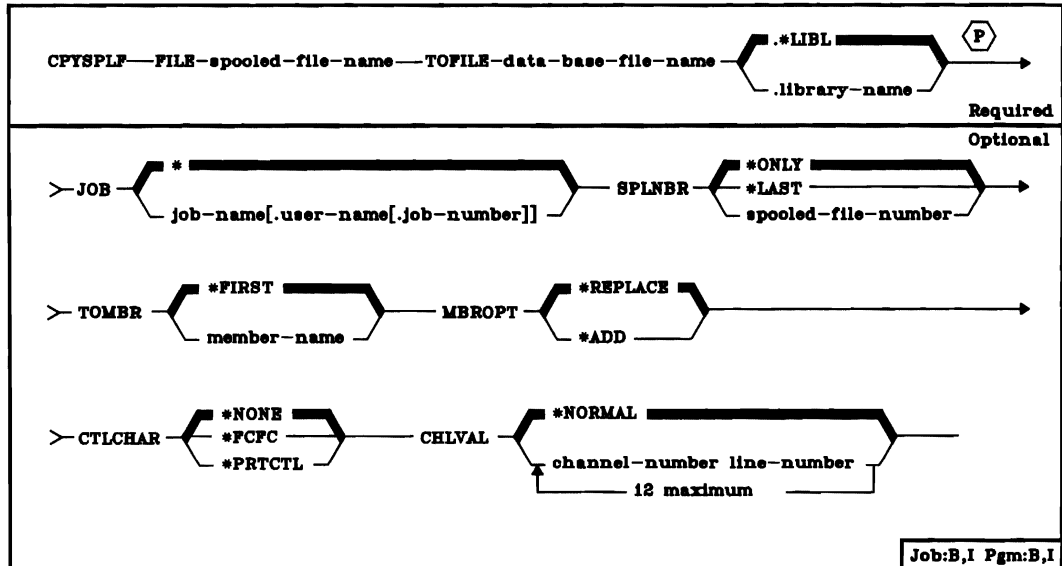 .*LIBL P
CPYSPLF—FILE-spooled-file-name—TOFILE-data-base-file-name
.library-name
Required
Optional
* *ONLY
JOB SPLNBR *LAST
job-name[.user-name[.job-number]] spooled-file-number
*FIRST *REPLACE
TOMBR MBROPT
member-name *ADD
*NONE *NORMAL
CTLCHAR *FCFC CHLVAL
*PRTCTL channel-number line-number
12 maximum
Job:B,I Pgm:B,I